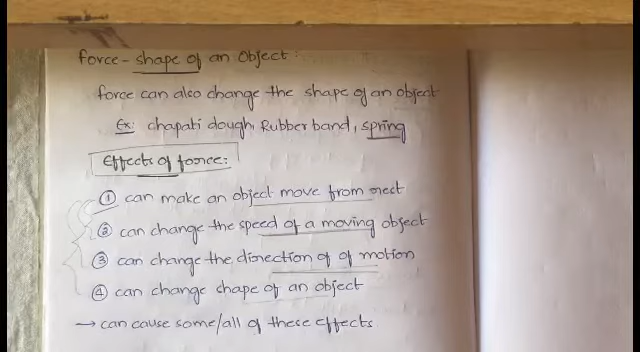 force - shape of an Object:
force can also change the shape of an object
Ex: chapati dough, Rubber band, spring
Effects of force:
① can make an object move from rest
② can change the speed of a moving object
③ can change the direction of of motion
④ can change shape of an object
→ can cause some/all of these effects